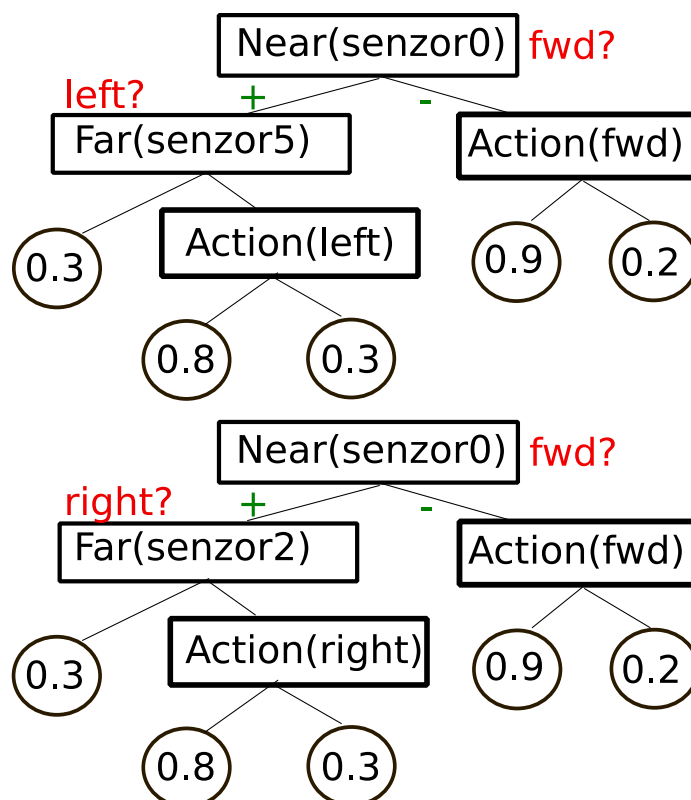 Near(senzor0) fwd?
left? + -
Far(senzor5) Action(fwd)
0.3 Action(left) 0.9 0.2
0.8 0.3
Near(senzor0) fwd?
right? + -
Far(senzor2) Action(fwd)
0.3 Action(right) 0.9 0.2
0.8 0.3